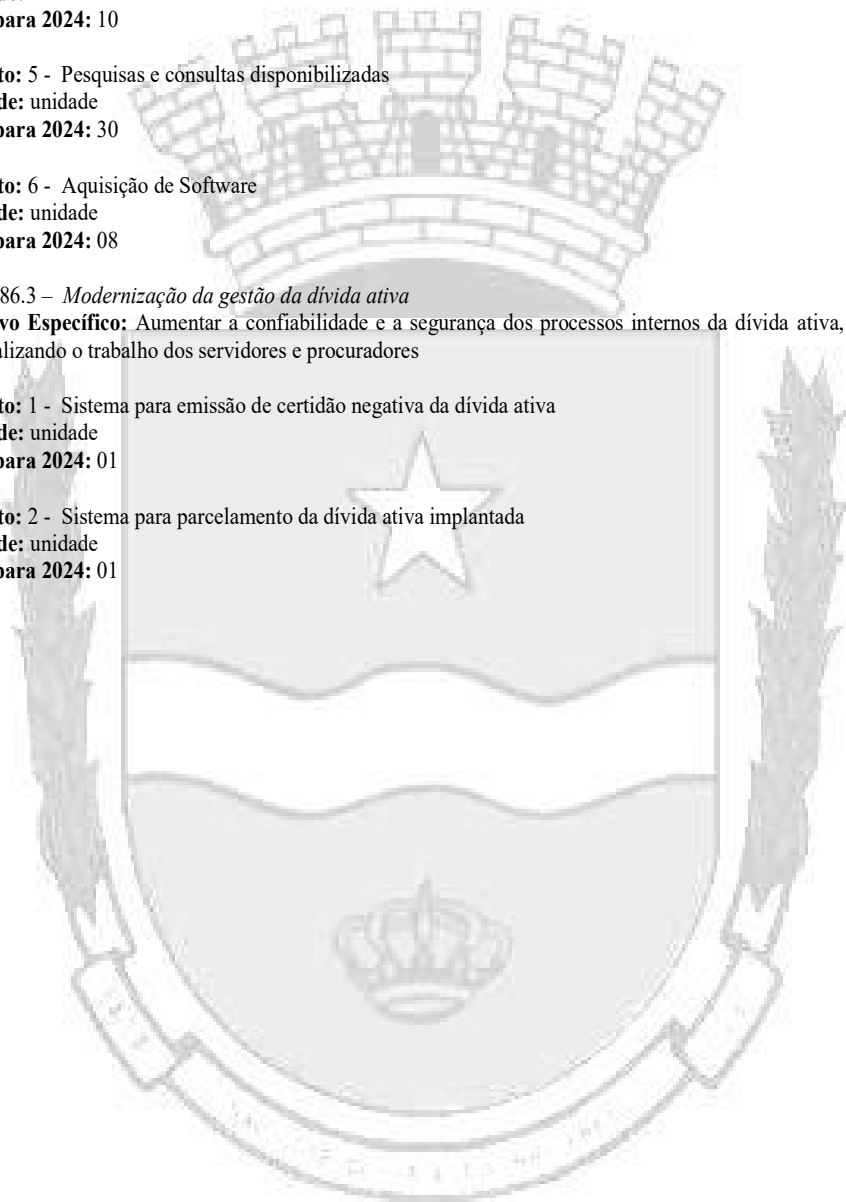 para 2024: 10
to: 5 - Pesquisas e consultas disponibilizadas
de: unidade
para 2024: 30
to: 6 - Aquisição de Software
de: unidade
para 2024: 08
86.3 – Modernização da gestão da dívida ativa
vo Específico: Aumentar a confiabilidade e a segurança dos processos internos da dívida ativa,
alizando o trabalho dos servidores e procuradores
to: 1 - Sistema para emissão de certidão negativa da dívida ativa
de: unidade
para 2024: 01
to: 2 - Sistema para parcelamento da dívida ativa implantada
de: unidade
para 2024: 01